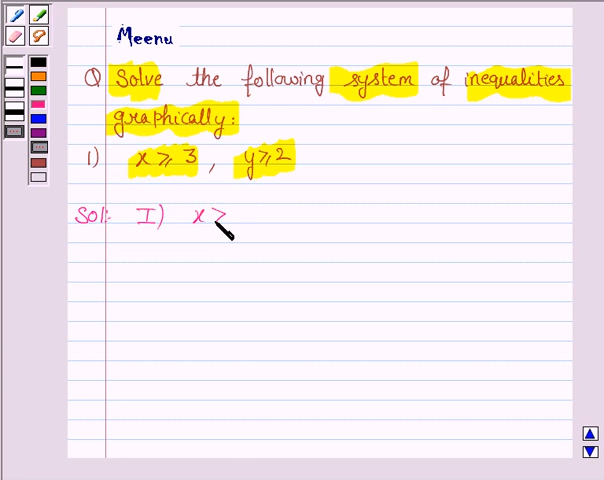 Meenu
Q Solve the following system of inequalities
graphically:
1) x ⩾ 3 , y ⩾ 2
Sol: I) x >